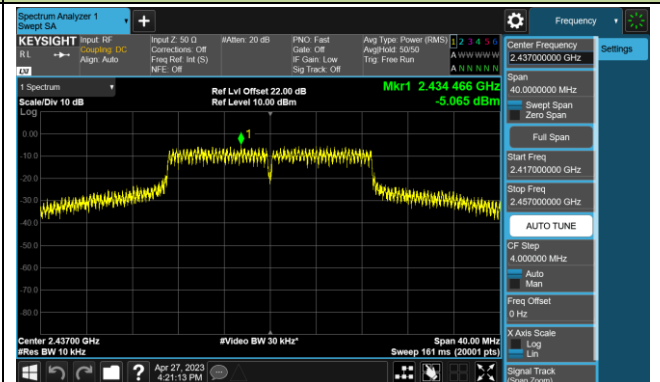 Spectrum Analyzer 1
Swept SA
Frequency
KEYSIGHT
RL
Input: RF
Coupling: DC
Align: Auto
Input Z: 50 Ω
Corrections: Off
Freq Ref: Int (S)
NFE: Off
#Atten: 20 dB
PNO: Fast
Gate: Off
IF Gain: Low
Sig Track: Off
Avg Type: Power (RMS)
Avg|Hold: 50/50
Trig: Free Run
1 2 3 4 5 6
A W W W W W
A N N N N N
1 Spectrum
Scale/Div 10 dB
Ref Lvl Offset 22.00 dB
Ref Level 10.00 dBm
Mkr1 2.434 466 GHz
-5.065 dBm
Log
1
0.00
-10.0
-20.0
-30.0
-40.0
-50.0
-60.0
-70.0
-80.0
Center 2.43700 GHz
#Res BW 10 kHz
#Video BW 30 kHz*
Span 40.00 MHz
Sweep 161 ms (20001 pts)
Apr 27, 2023
4:21:13 PM
Center Frequency
2.437000000 GHz
Settings
Span
40.0000000 MHz
Swept Span
Zero Span
Full Span
Start Freq
2.417000000 GHz
Stop Freq
2.457000000 GHz
AUTO TUNE
CF Step
4.000000 MHz
Auto
Man
Freq Offset
0 Hz
X Axis Scale
Log
Lin
Signal Track
(Span Zoom)